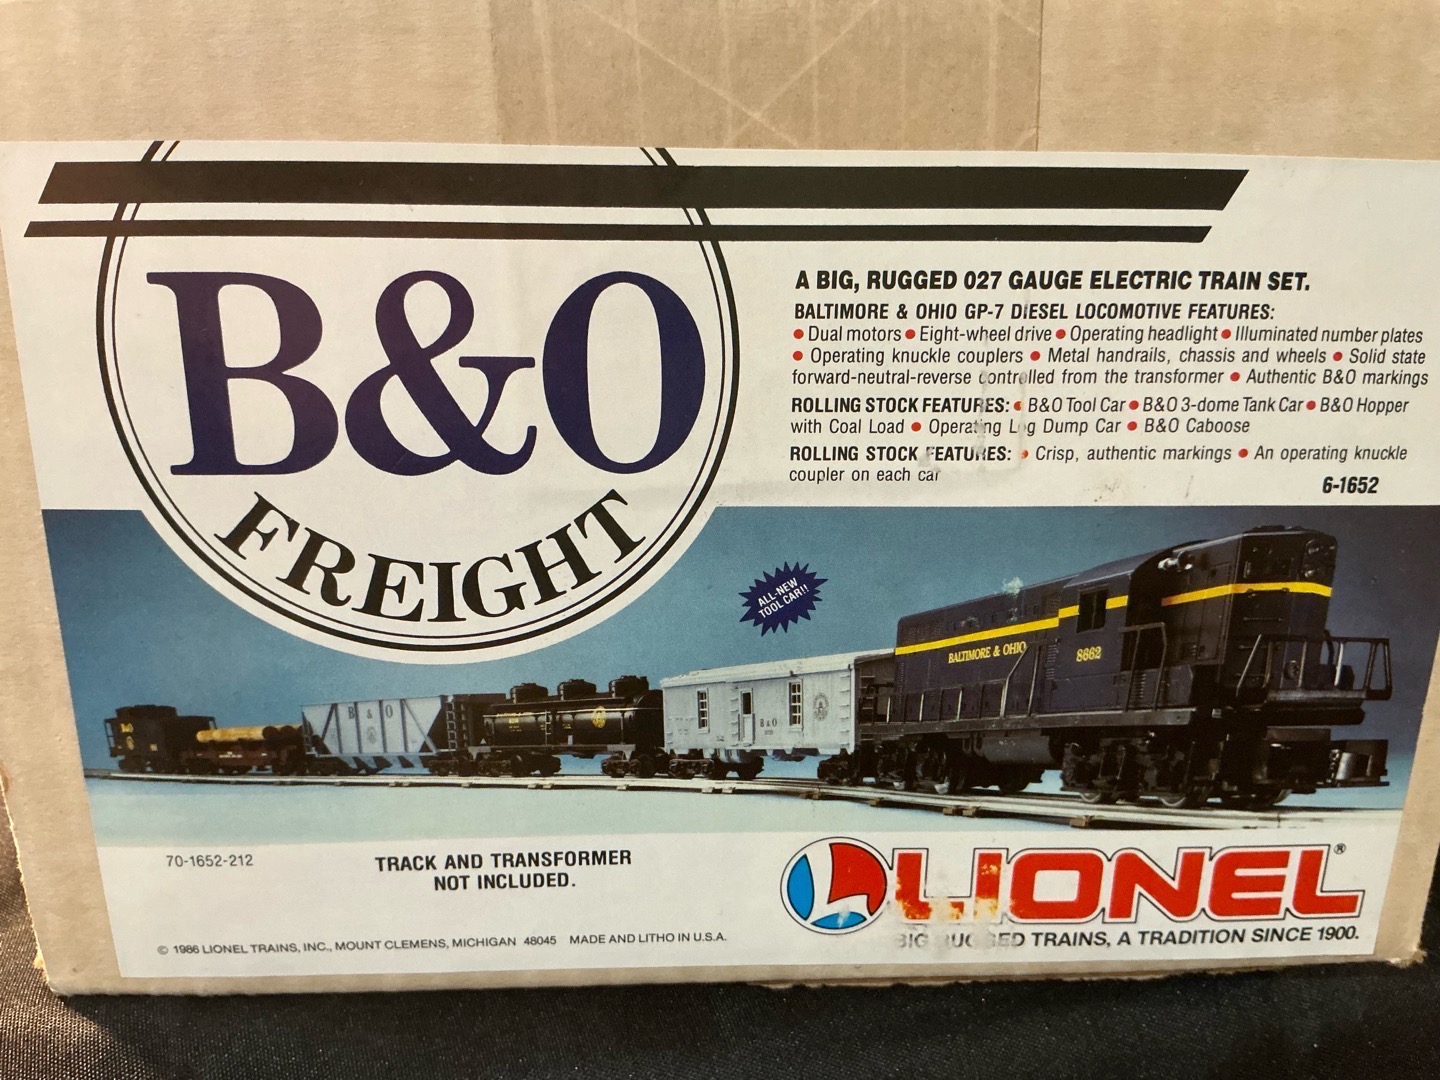 B&O
FREIGHT
A BIG, RUGGED 027 GAUGE ELECTRIC TRAIN SET.
BALTIMORE & OHIO GP-7 DIESEL LOCOMOTIVE FEATURES:
• Dual motors • Eight-wheel drive • Operating headlight • Illuminated number plates
• Operating knuckle couplers • Metal handrails, chassis and wheels • Solid state
forward-neutral-reverse controlled from the transformer • Authentic B&O markings
ROLLING STOCK FEATURES: • B&O Tool Car • B&O 3-dome Tank Car • B&O Hopper
with Coal Load • Operating Log Dump Car • B&O Caboose
ROLLING STOCK FEATURES: • Crisp, authentic markings • An operating knuckle
coupler on each car
6-1652
ALL-NEW
TOOL CAR!!
BALTIMORE & OHIO
8662
B&O
B & O
B&O
70-1652-212
TRACK AND TRANSFORMER
NOT INCLUDED.
L LIONEL®
BIG RUGGED TRAINS, A TRADITION SINCE 1900.
© 1986 LIONEL TRAINS, INC., MOUNT CLEMENS, MICHIGAN 48045 MADE AND LITHO IN U.S.A.